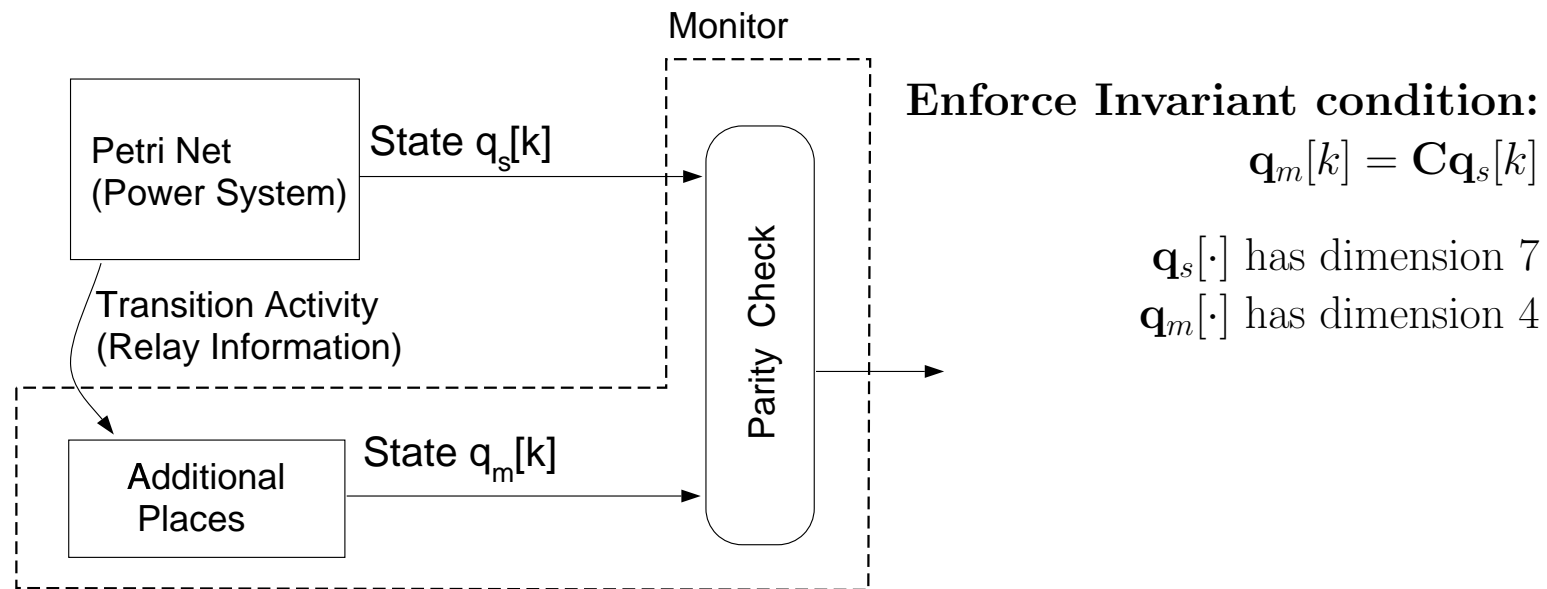 Monitor
Petri Net
(Power System)
State q_s[k]
Transition Activity
(Relay Information)
Parity Check
Additional
Places
State q_m[k]
Enforce Invariant condition:
q_m[k] = Cq_s[k]
q_s[·] has dimension 7
q_m[·] has dimension 4